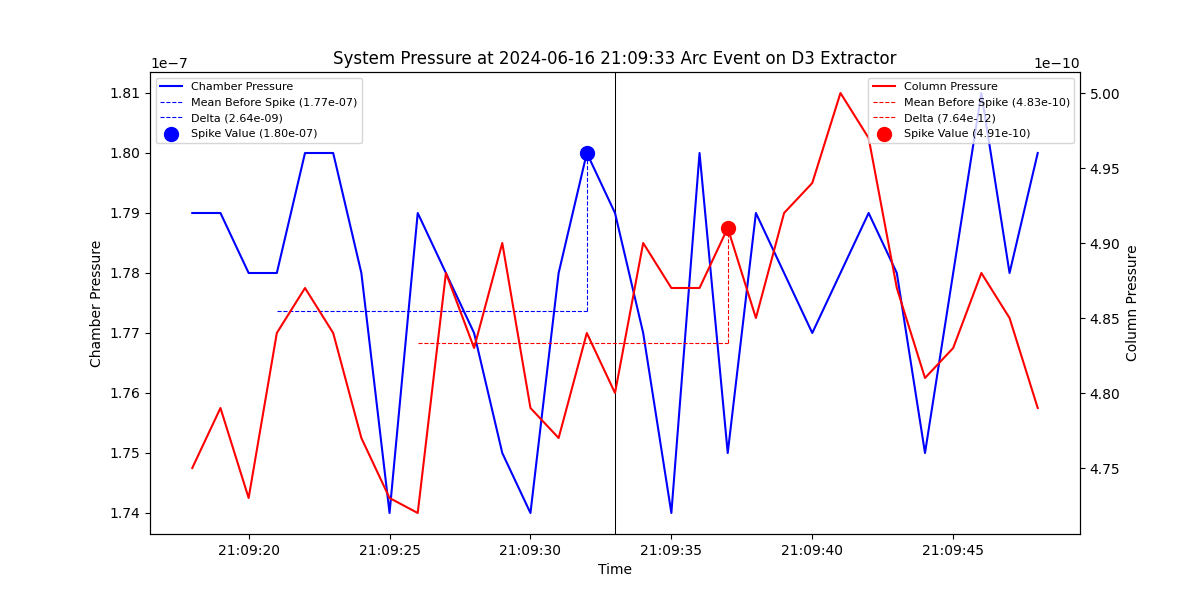 System Pressure at 2024-06-16 21:09:33 Arc Event on D3 Extractor
1e−7
1e−10
Chamber Pressure
Mean Before Spike (1.77e-07)
Delta (2.64e-09)
Spike Value (1.80e-07)
Column Pressure
Mean Before Spike (4.83e-10)
Delta (7.64e-12)
Spike Value (4.91e-10)
1.81
1.80
1.79
1.78
1.77
1.76
1.75
1.74
Chamber Pressure
5.00
4.95
4.90
4.85
4.80
4.75
Column Pressure
21:09:20
21:09:25
21:09:30
21:09:35
21:09:40
21:09:45
Time